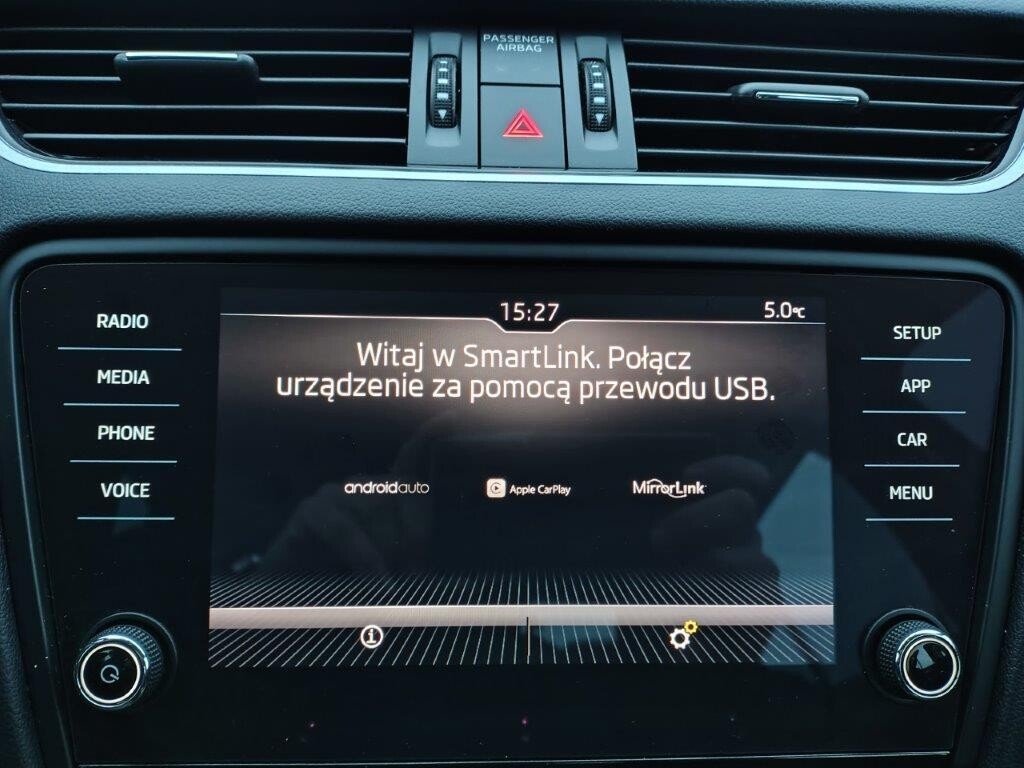 PASSENGER
AIRBAG
15:27
5.0°C
RADIO
MEDIA
PHONE
VOICE
Witaj w SmartLink. Połącz
urządzenie za pomocą przewodu USB.
androidauto
Apple CarPlay
MirrorLink
SETUP
APP
CAR
MENU